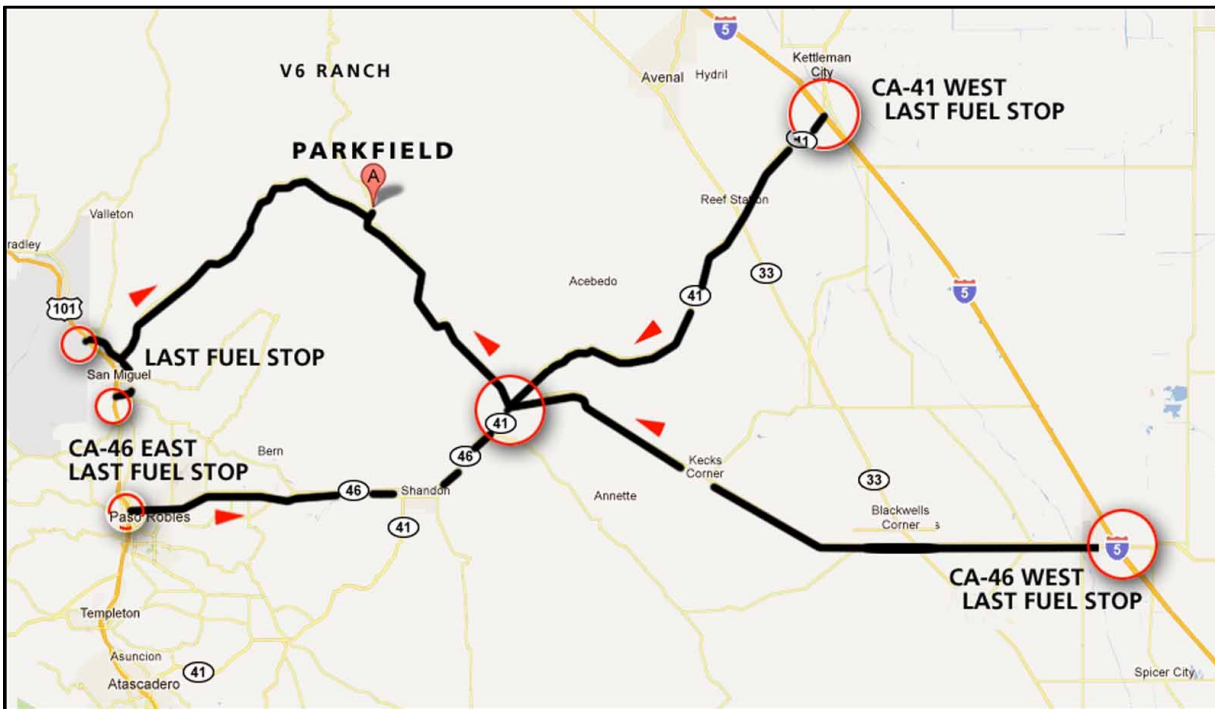 5
Kettleman
City
V6 RANCH
Avenal
Hydril
CA-41 WEST
LAST FUEL STOP
41
PARKFIELD
A
Reef Station
Valleton
radley
33
Acebedo
5
41
101
LAST FUEL STOP
San Miguel
41
CA-46 EAST
LAST FUEL STOP
Bern
46
Kecks
Corner
46
Shandon
Annette
33
Paso Robles
41
Blackwells
Corner
s
5
CA-46 WEST
LAST FUEL STOP
Templeton
Asuncion
41
Atascadero
Spicer City